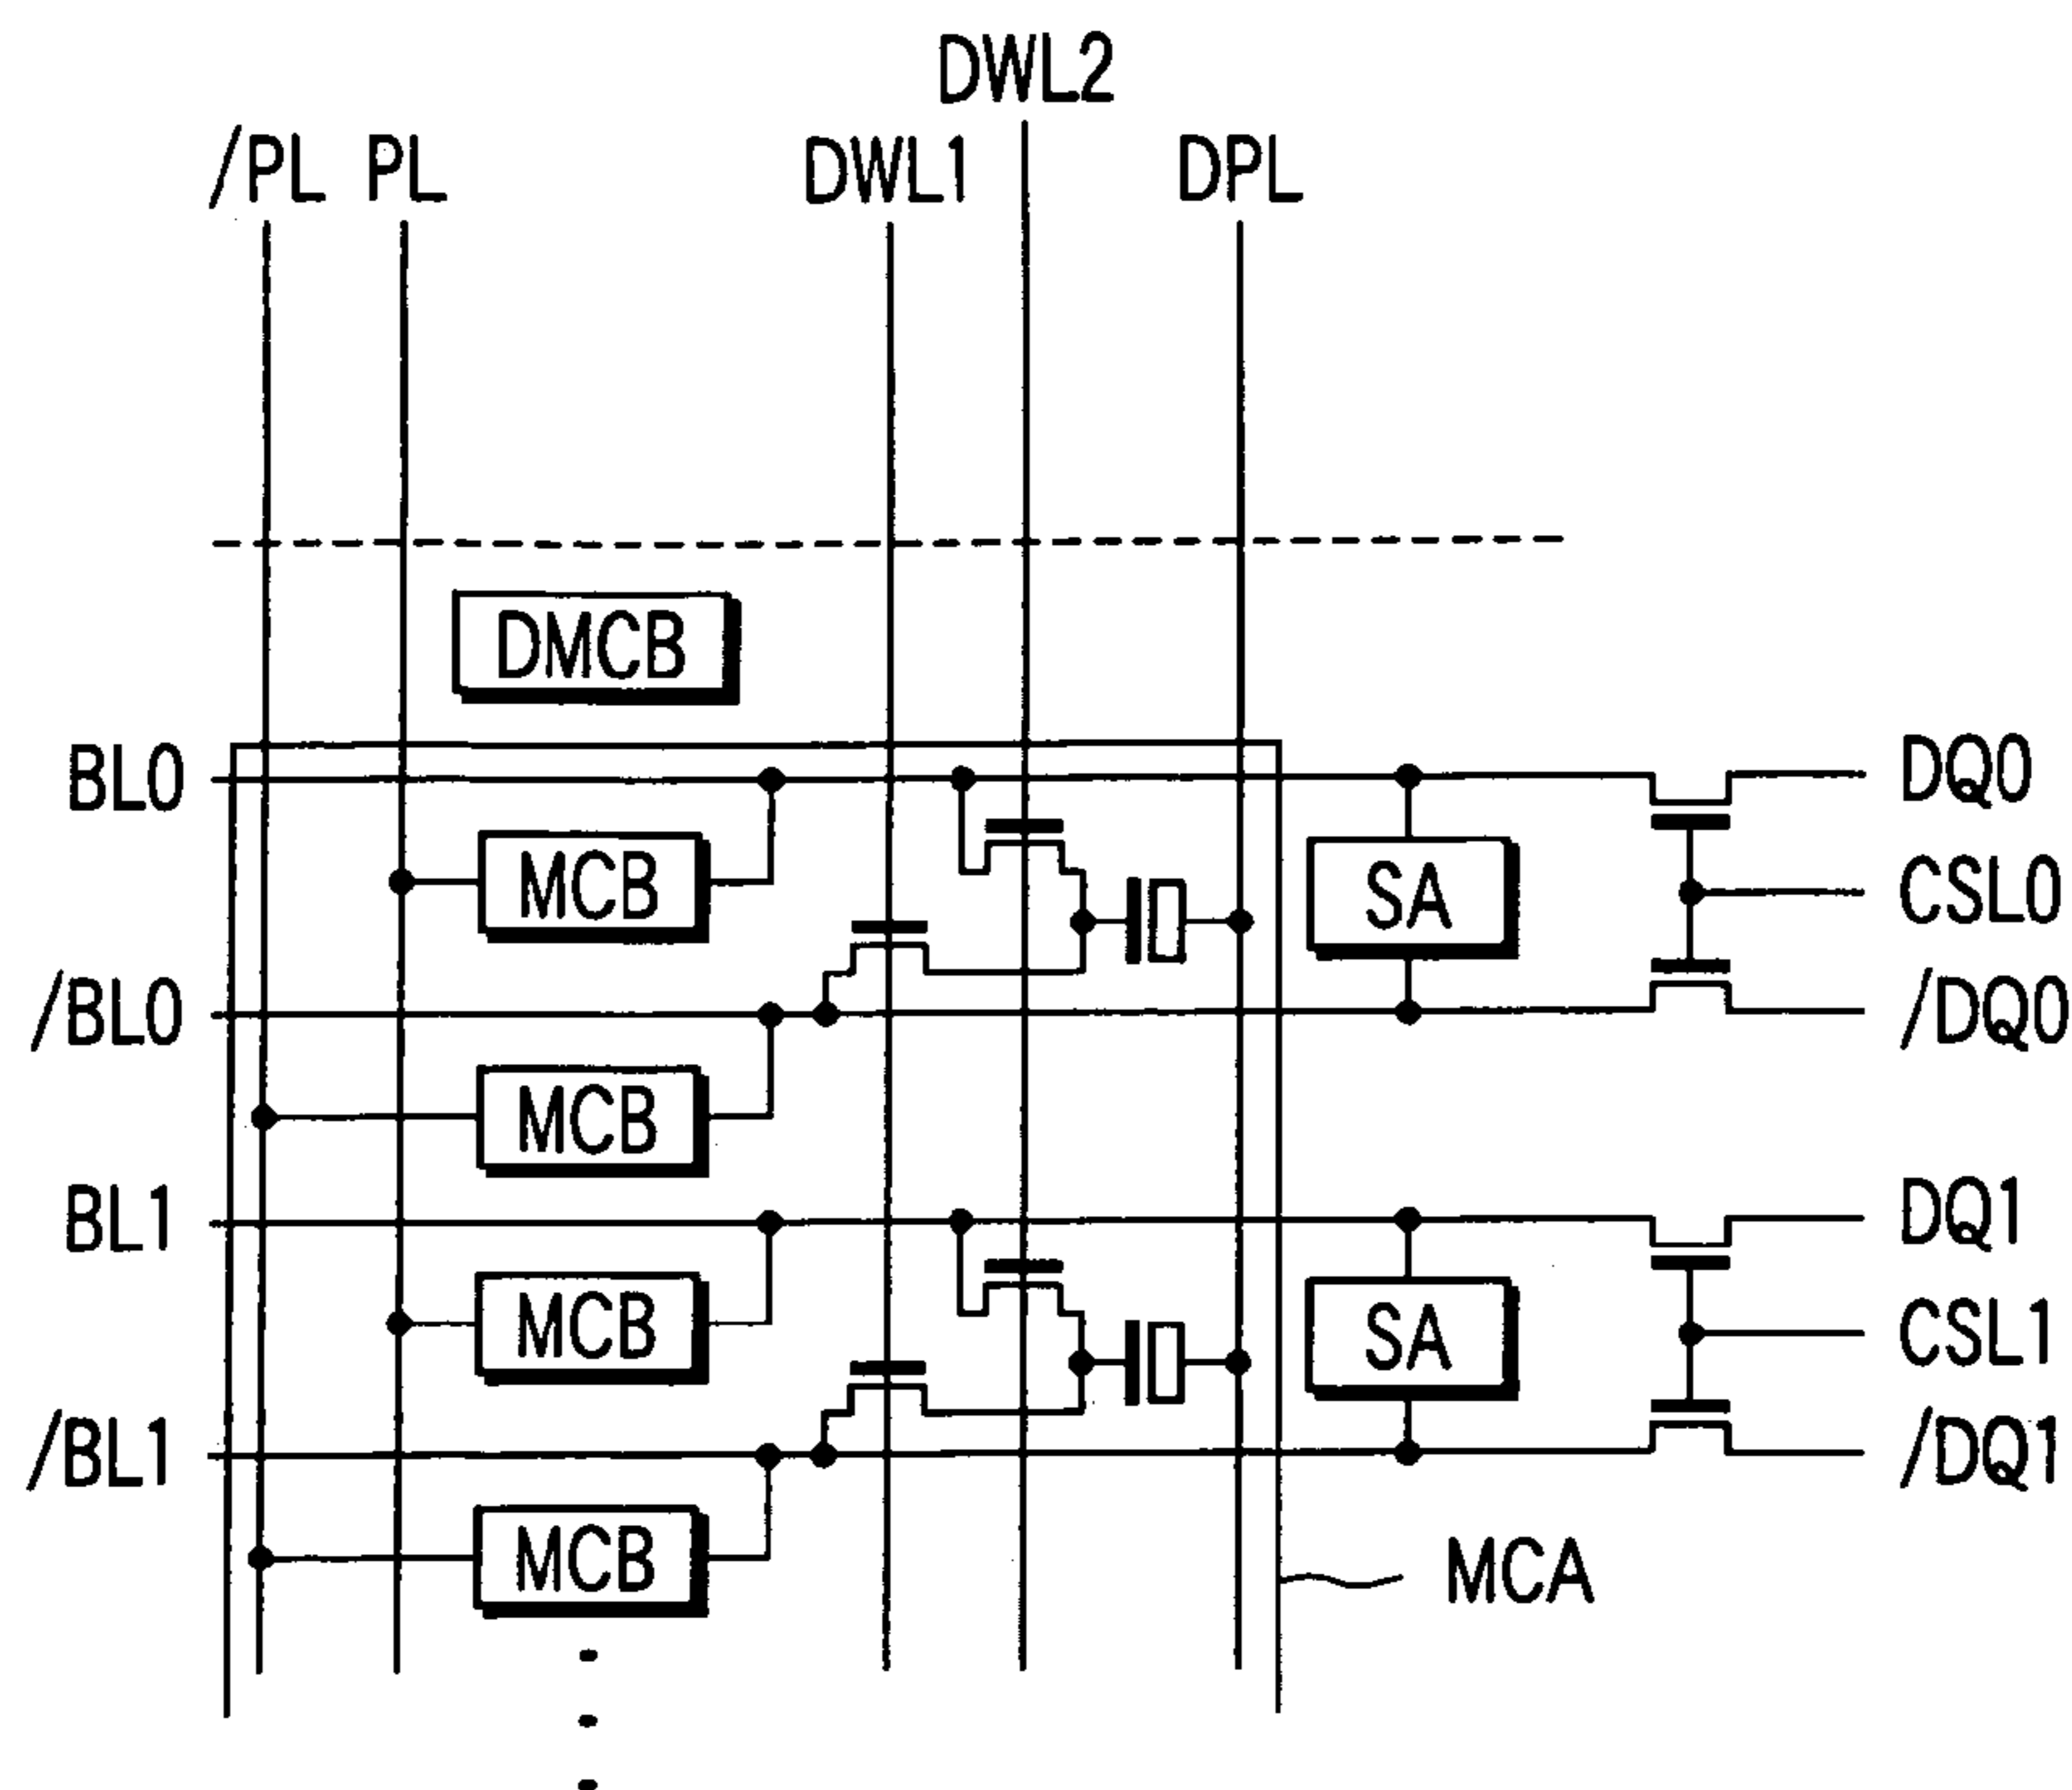 DWL2
/PL PL DWL1 DPL
DMCB
BL0 DQ0
MCB SA CSL0
/BL0 /DQ0
MCB
BL1 DQ1
MCB SA CSL1
/BL1 /DQ1
MCB MCA